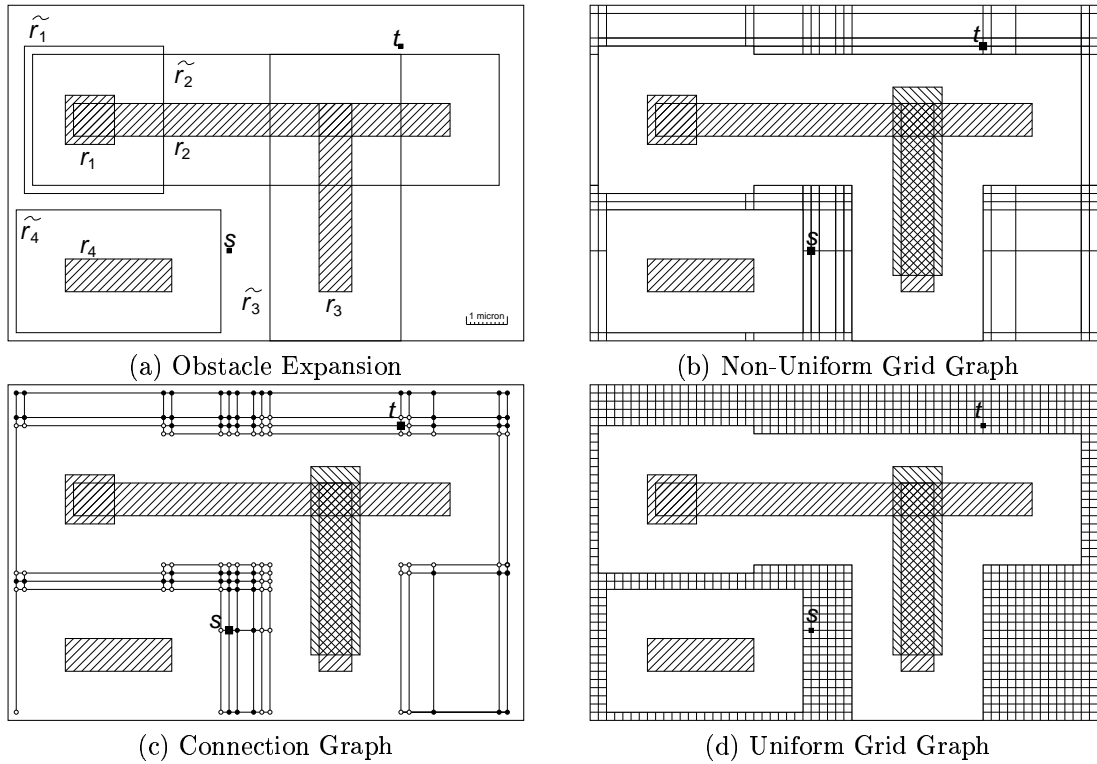 r̃₁
t
r̃₂
r₁
r₂
r̃₄
r₄
s
r̃₃
r₃
1 micron
(a) Obstacle Expansion
t
s
(b) Non-Uniform Grid Graph
t
s
(c) Connection Graph
t
s
(d) Uniform Grid Graph